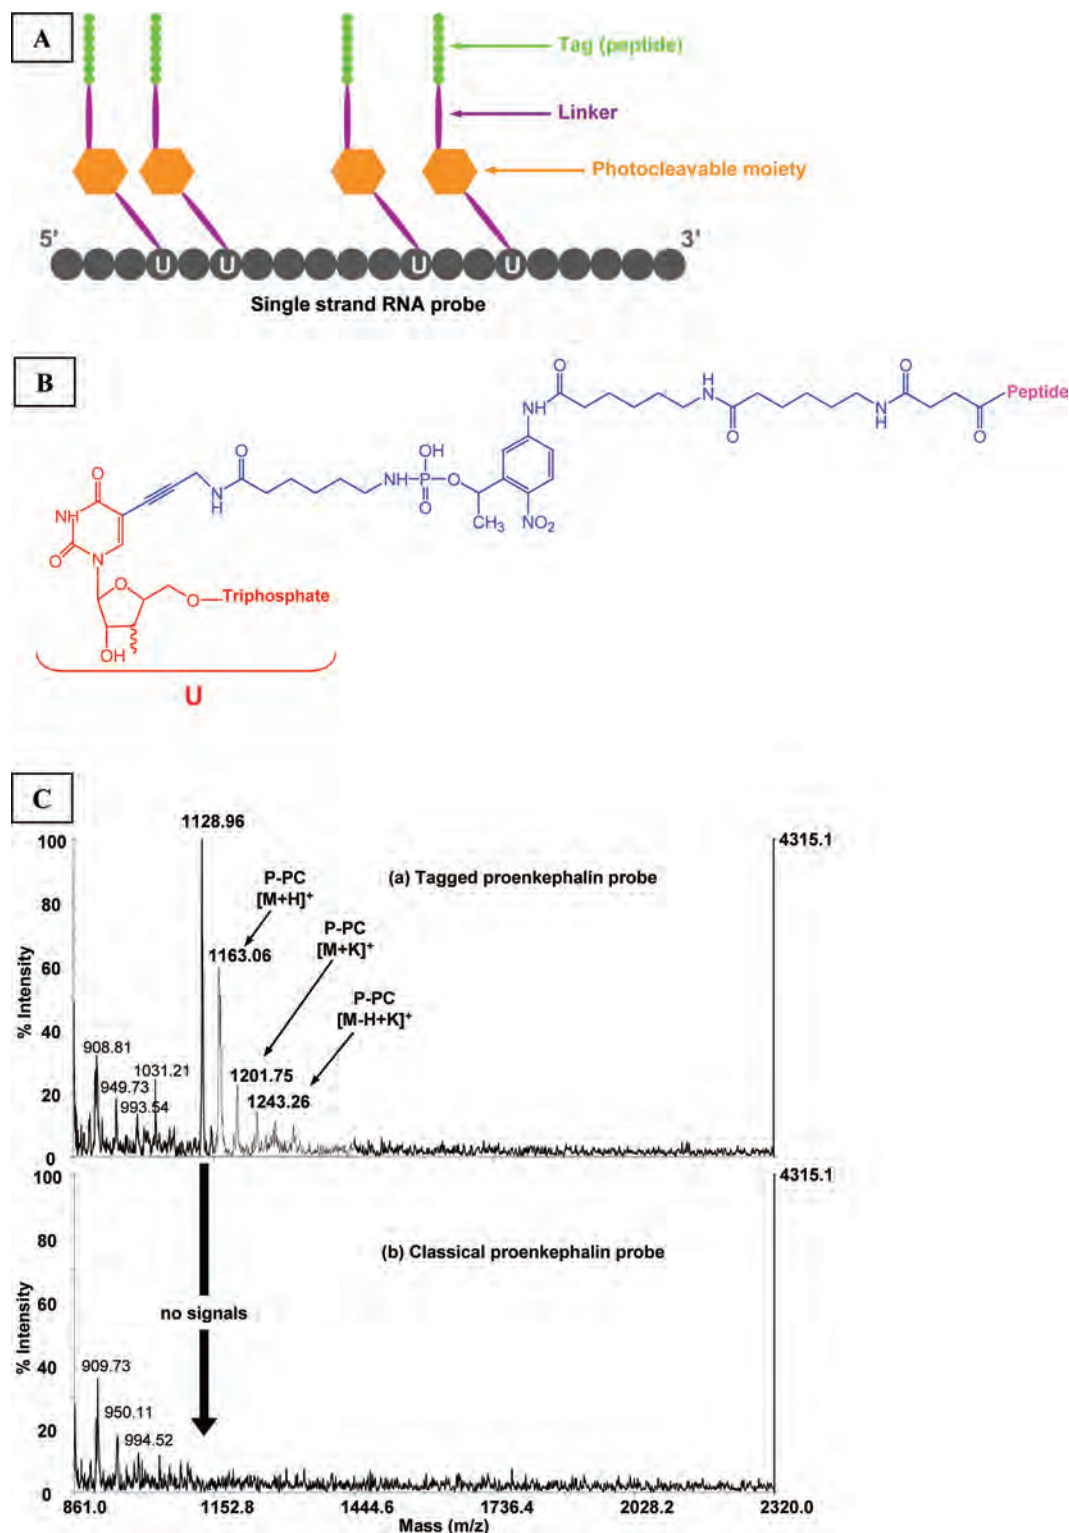 A
Tag (peptide)
Linker
Photocleavable moiety
5'
3'
U U U U
Single strand RNA probe
B
O
H
N
O
O
NH
O
N
H
O
Peptide
O
N
H
OH
NH-P-O
O
CH3
NO2
O
NH
O
N
O
O—Triphosphate
OH
U
C
1128.96
100
4315.1
P-PC
[M+H]+
(a) Tagged proenkephalin probe
80
P-PC
[M+K]+
1163.06
60
P-PC
[M-H+K]+
% Intensity
40
908.81
1031.21
1201.75
949.73
1243.26
20
993.54
0
100
4315.1
80
(b) Classical proenkephalin probe
60
no signals
% Intensity
40
909.73
950.11
20
994.52
0
861.0 1152.8 1444.6 1736.4 2028.2 2320.0
Mass (m/z)